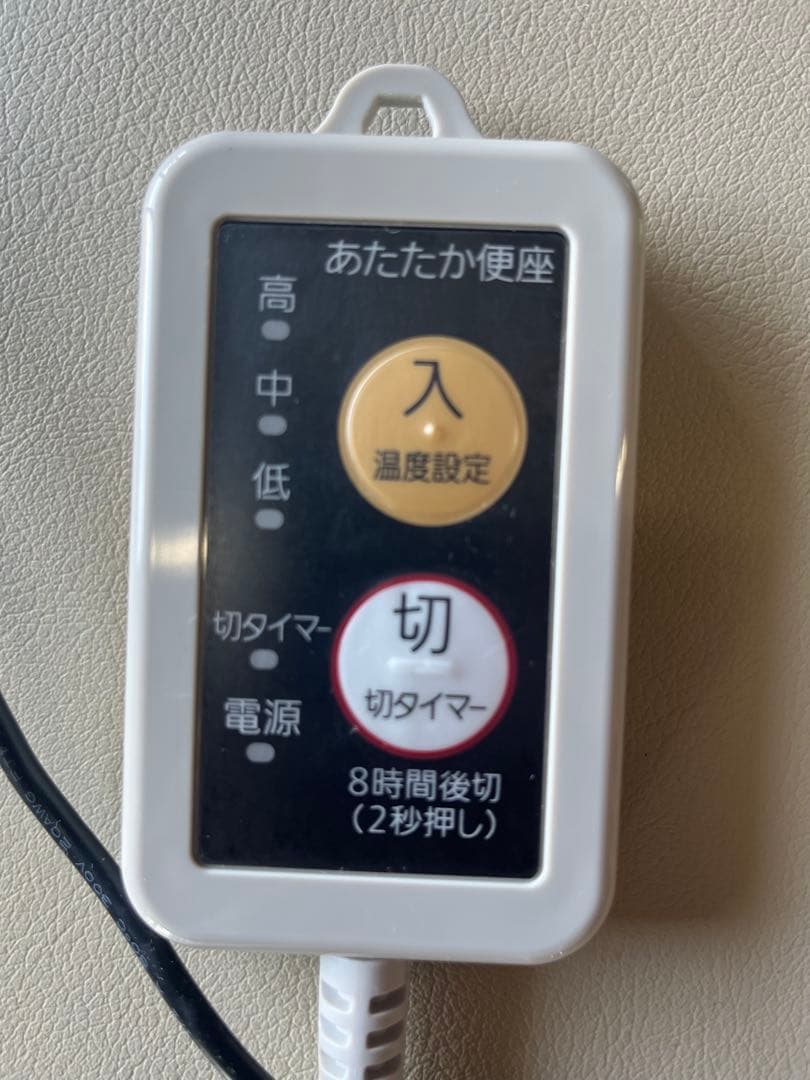 あたたか便座
高
中
低
入
温度設定
切タイマー
電源
切
切タイマー
8時間後切
(2秒押し)